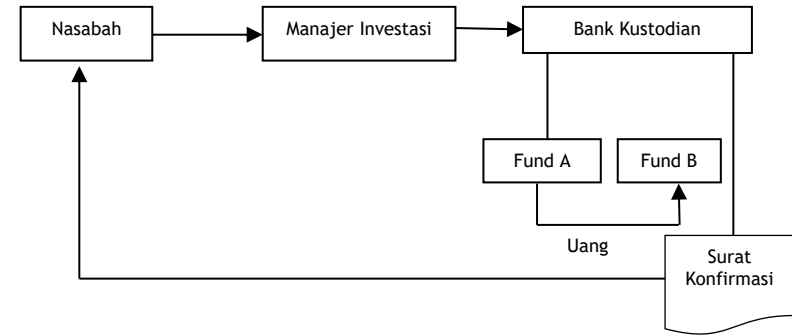 Nasabah
Manajer Investasi
Bank Kustodian
Fund A
Fund B
Uang
Surat
Konfirmasi